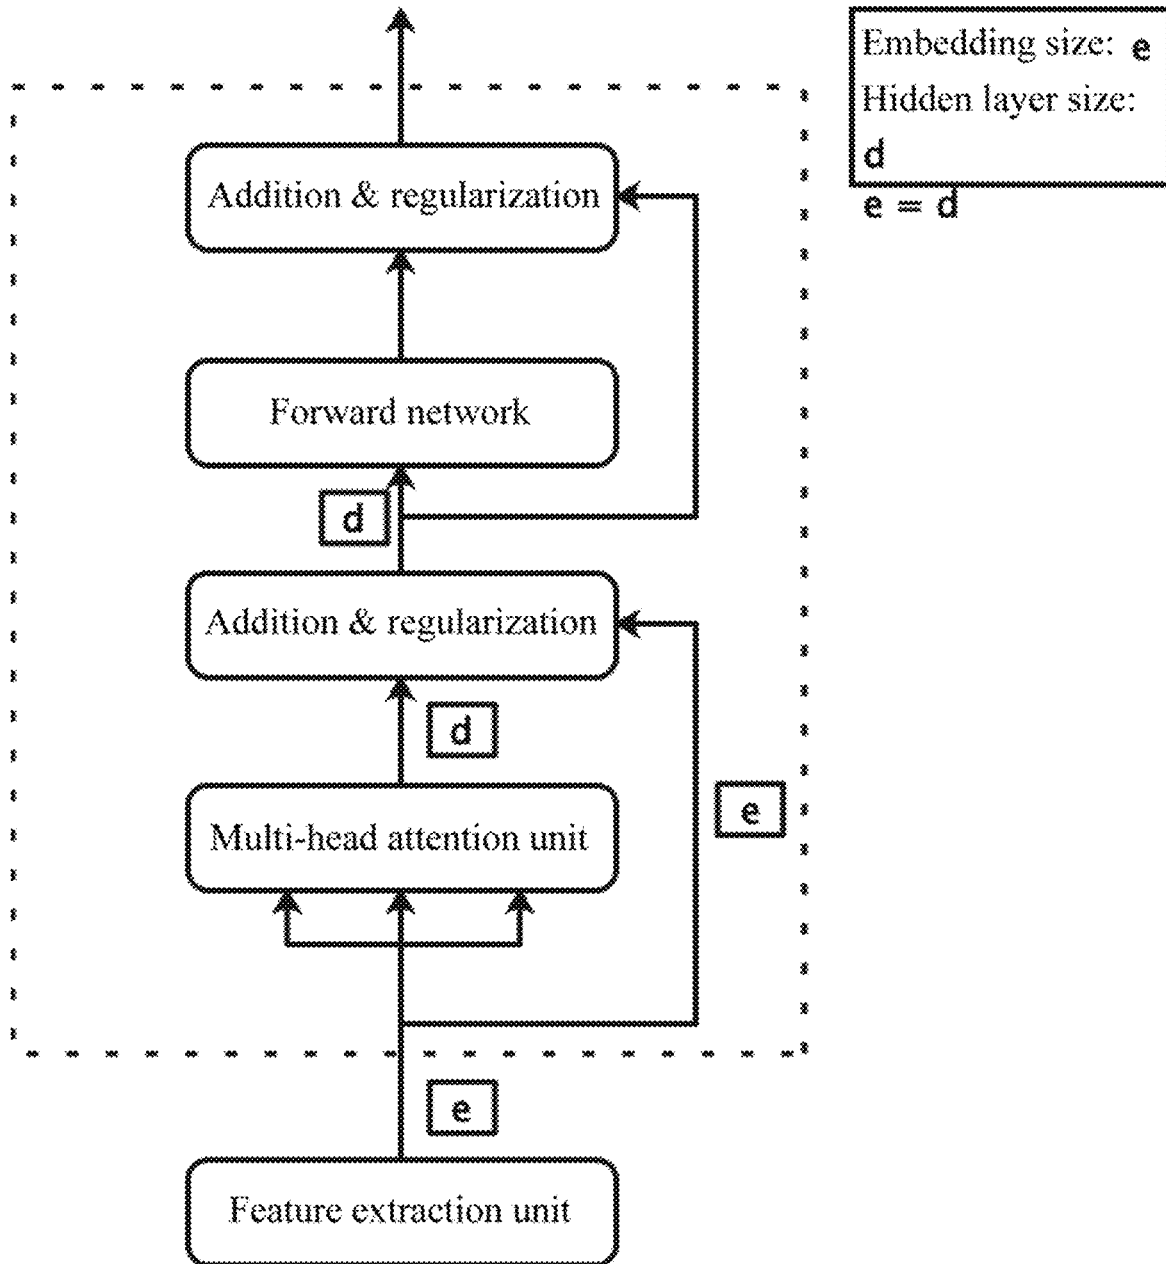 Embedding size: e
Hidden layer size:
d
e = d
Addition & regularization
Forward network
d
Addition & regularization
d
e
Multi-head attention unit
e
Feature extraction unit